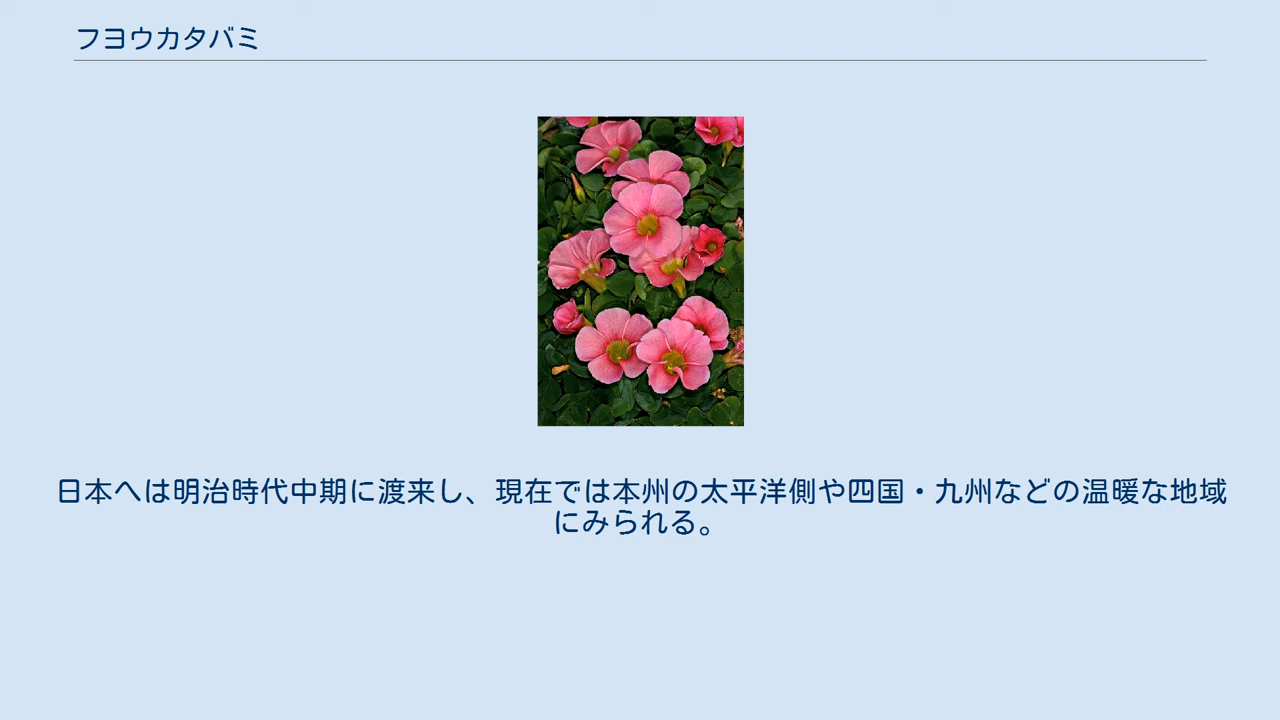 フヨウカタバミ
日本へは明治時代中期に渡来し、現在では本州の太平洋側や四国・九州などの温暖な地域
にみられる。